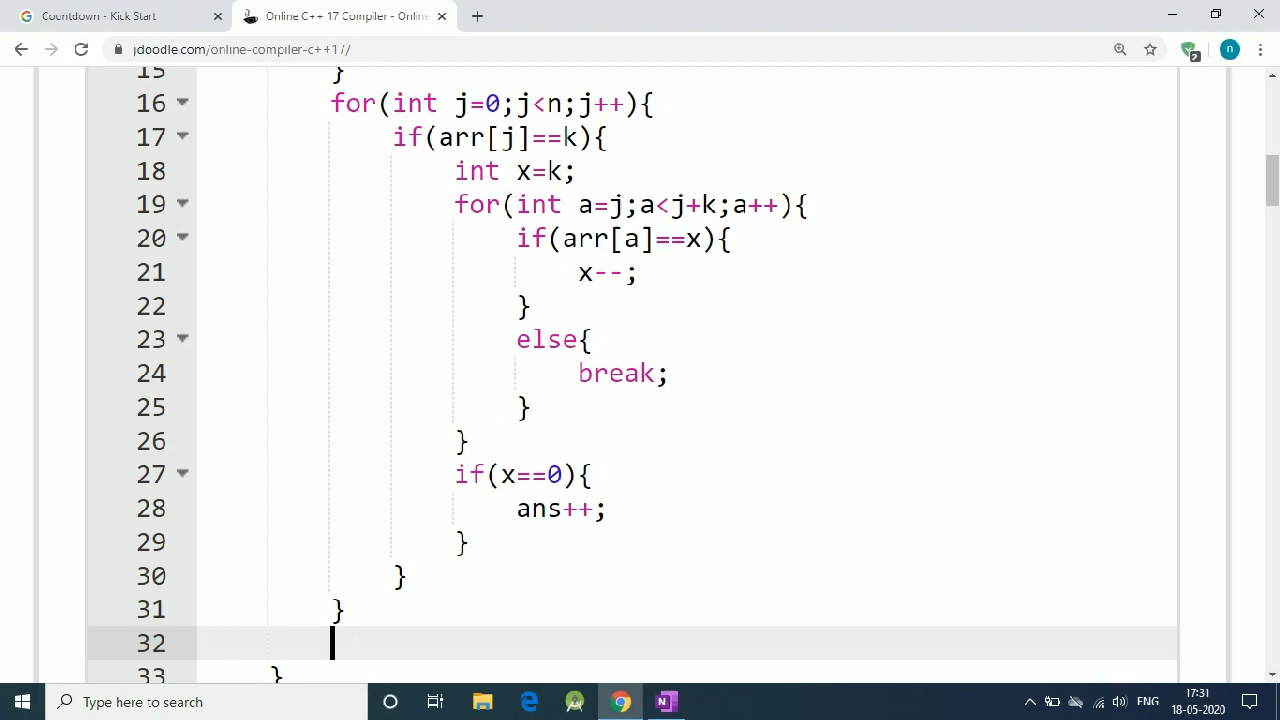 Countdown - Kick Start
Online C++ 17 Compiler - Online
jdoodle.com/online-compiler-c++17/
15 }
16 for(int j=0;j<n;j++){
17 if(arr[j]==k){
18 int x=k;
19 for(int a=j;a<j+k;a++){
20 if(arr[a]==x){
21 x--;
22 }
23 else{
24 break;
25 }
26 }
27 if(x==0){
28 ans++;
29 }
30 }
31 }
32
33 }
Type here to search
ENG
17:31
18-05-2020